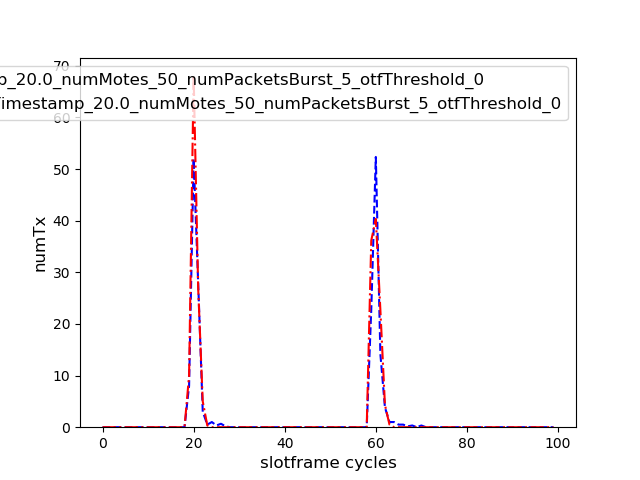 70
p_20.0_numMotes_50_numPacketsBurst_5_otfThreshold_0
Timestamp_20.0_numMotes_50_numPacketsBurst_5_otfThreshold_0
60
50
40
30
20
10
0
numTx
0 20 40 60 80 100
slotframe cycles